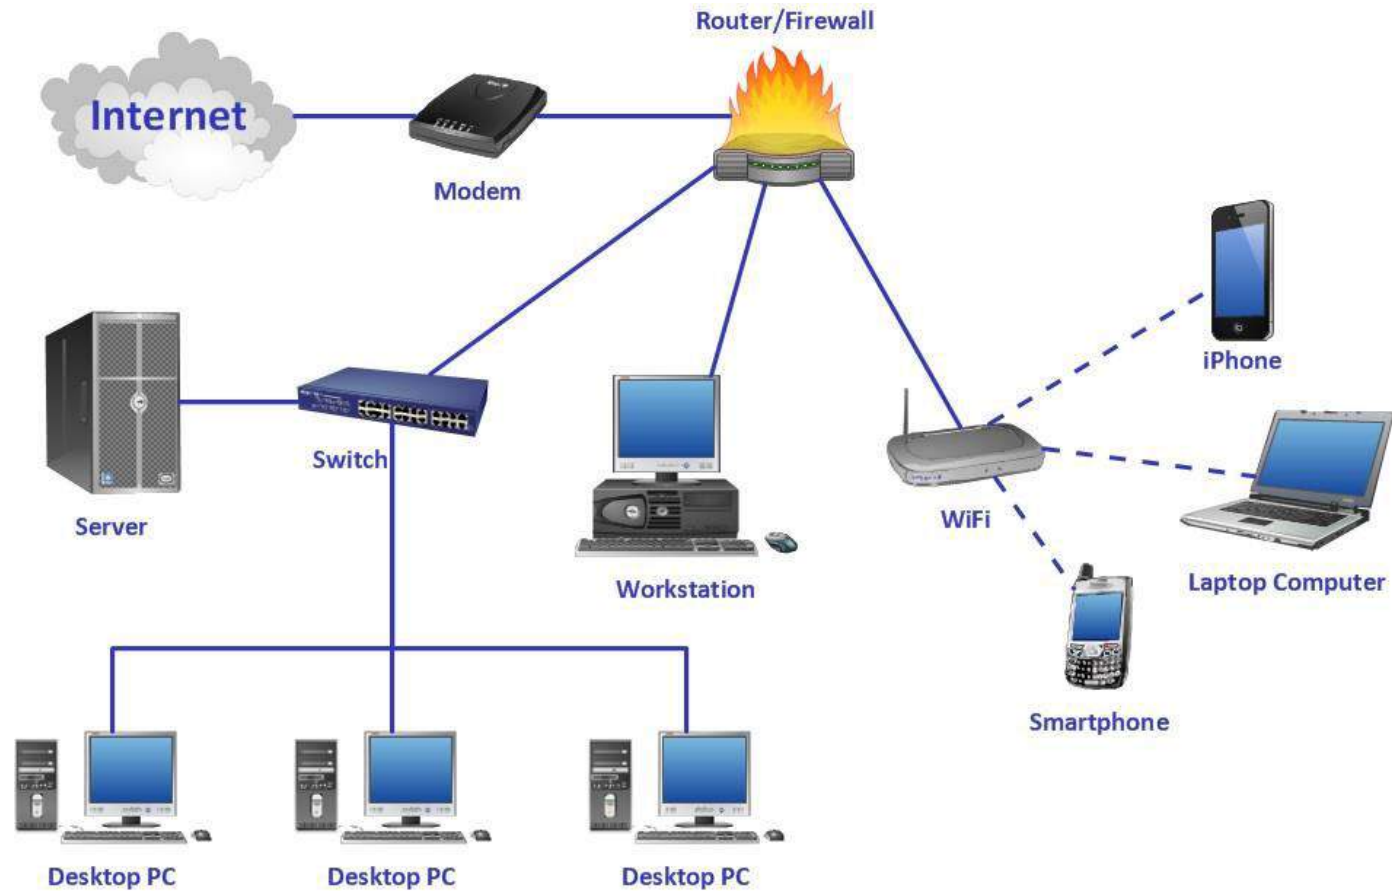 Router/Firewall
Internet
Modem
iPhone
Switch
Server
WiFi
Workstation
Laptop Computer
Smartphone
Desktop PC
Desktop PC
Desktop PC